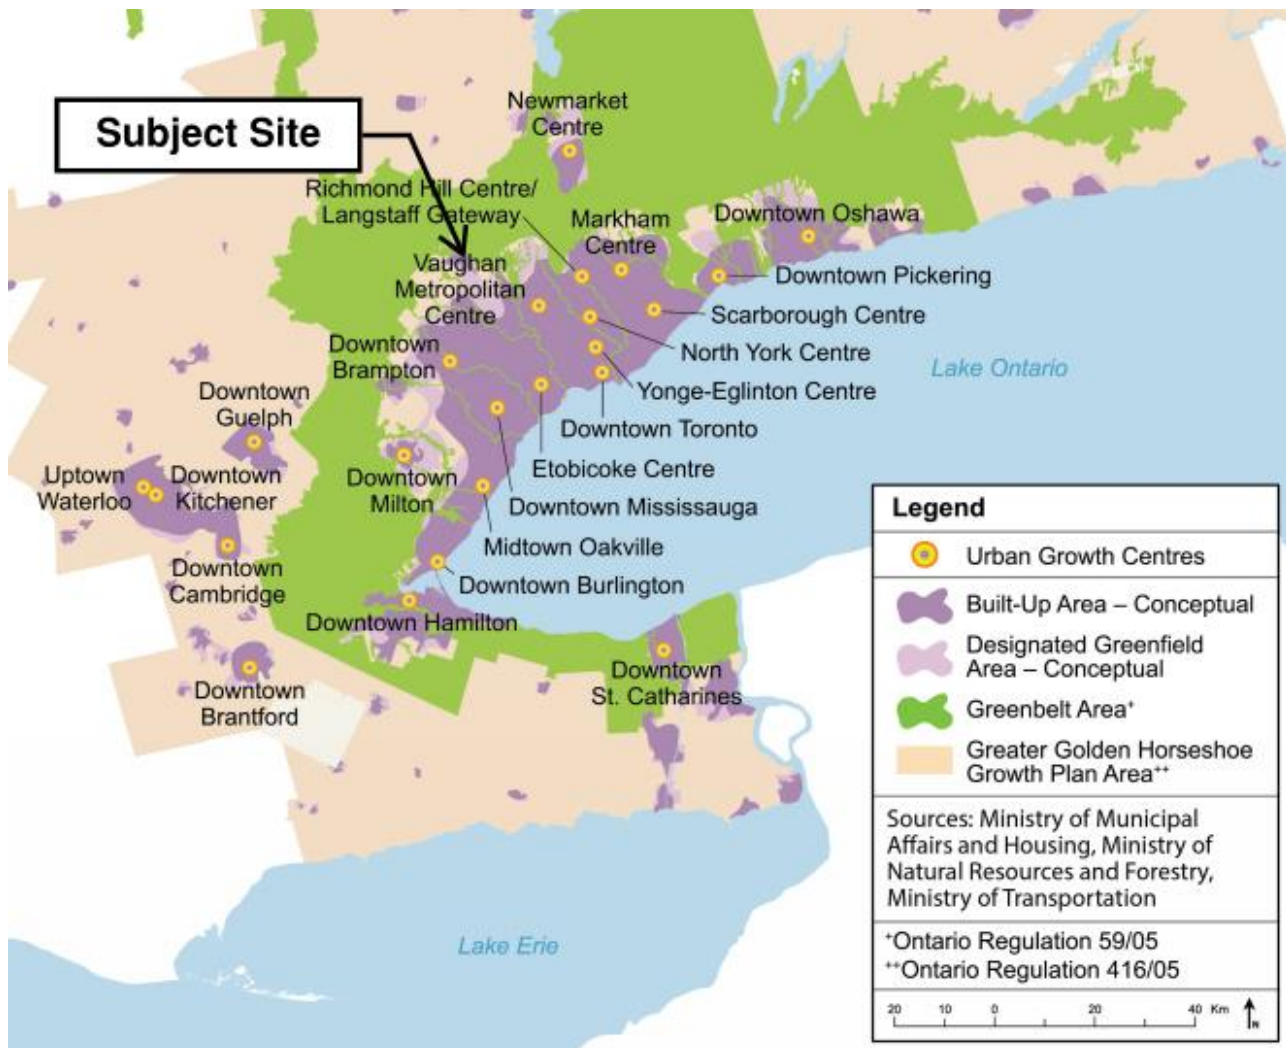 Subject Site
Newmarket
Centre
Richmond Hill Centre/
Langstaff Gateway
Markham
Centre
Downtown Oshawa
Vaughan
Metropolitan
Centre
Downtown Pickering
Scarborough Centre
North York Centre
Yonge-Eglinton Centre
Downtown Toronto
Etobicoke Centre
Downtown Mississauga
Midtown Oakville
Downtown Burlington
Downtown Hamilton
Downtown
Brampton
Downtown
Guelph
Uptown
Waterloo
Downtown
Kitchener
Downtown
Milton
Downtown
Cambridge
Downtown
Brantford
Downtown
St. Catharines
Lake Ontario
Lake Erie
Legend
Urban Growth Centres
Built-Up Area – Conceptual
Designated Greenfield
Area – Conceptual
Greenbelt Area+
Greater Golden Horseshoe
Growth Plan Area++
Sources: Ministry of Municipal
Affairs and Housing, Ministry of
Natural Resources and Forestry,
Ministry of Transportation
+Ontario Regulation 59/05
++Ontario Regulation 416/05
20 10 0 20 40 Km
N